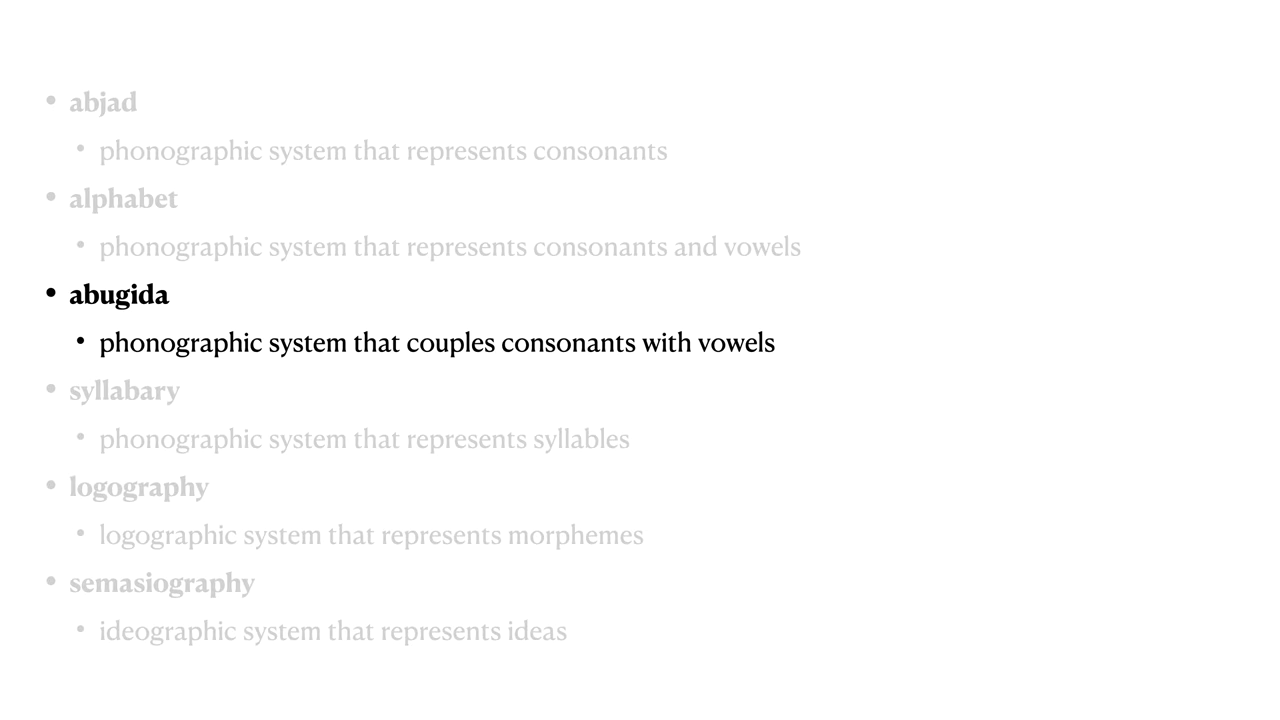 • abjad
• phonographic system that represents consonants
• alphabet
• phonographic system that represents consonants and vowels
• abugida
• phonographic system that couples consonants with vowels
• syllabary
• phonographic system that represents syllables
• logography
• logographic system that represents morphemes
• semasiography
• ideographic system that represents ideas